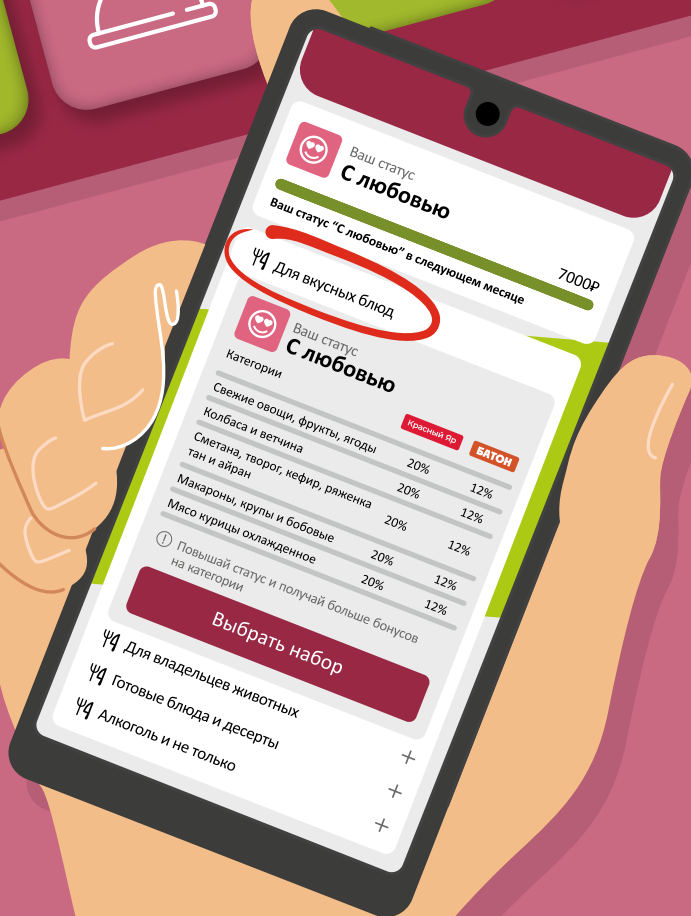 Ваш статус
С любовью
7000₽
Ваш статус “С любовью” в следующем месяце
Для вкусных блюд
Ваш статус
С любовью
Категории
Красный Яр
БАТОН
Свежие овощи, фрукты, ягоды 20% 12%
Колбаса и ветчина 20% 12%
Сметана, творог, кефир, ряженка
тан и айран 20% 12%
Макароны, крупы и бобовые 20% 12%
Мясо курицы охлажденное 20% 12%
Повышай статус и получай больше бонусов
на категории
Выбрать набор
Для владельцев животных +
Готовые блюда и десерты +
Алкоголь и не только +